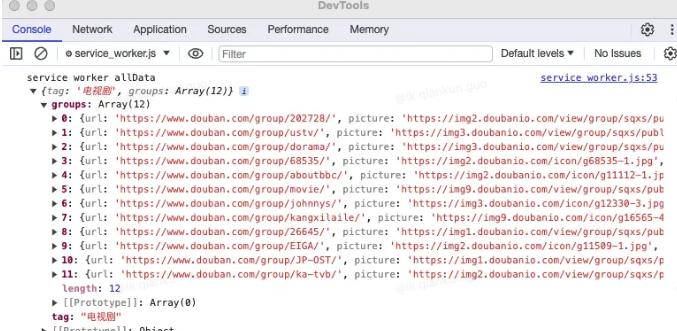 DevTools
Console Network Application Sources Performance Memory
service_worker.js Filter Default levels No Issues
service worker allData service_worker.js:53
{tag: '电视剧', groups: Array(12)} i
groups: Array(12)
0: {url: 'https://www.douban.com/group/202728/', picture: 'https://img2.doubanio.com/view/group/sqxs/pu
1: {url: 'https://www.douban.com/group/ustv/', picture: 'https://img3.doubanio.com/view/group/sqxs/publ
2: {url: 'https://www.douban.com/group/dorama/', picture: 'https://img3.doubanio.com/view/group/sqxs/pu
3: {url: 'https://www.douban.com/group/68535/', picture: 'https://img2.doubanio.com/icon/g68535-1.jpg',
4: {url: 'https://www.douban.com/group/aboutbbc/', picture: 'https://img2.doubanio.com/icon/g11112-1.jp
5: {url: 'https://www.douban.com/group/movie/', picture: 'https://img9.doubanio.com/view/group/sqxs/pub
6: {url: 'https://www.douban.com/group/johnnys/', picture: 'https://img3.doubanio.com/icon/g12330-3.jpg
7: {url: 'https://www.douban.com/group/kangxilaile/', picture: 'https://img9.doubanio.com/icon/g16565-4
8: {url: 'https://www.douban.com/group/26645/', picture: 'https://img1.doubanio.com/view/group/sqxs/pub
9: {url: 'https://www.douban.com/group/EIGA/', picture: 'https://img2.doubanio.com/icon/g11509-1.jpg',
10: {url: 'https://www.douban.com/group/JP-OST/', picture: 'https://img1.doubanio.com/view/group/sqxs/p
11: {url: 'https://www.douban.com/group/ka-tvb/', picture: 'https://img2.doubanio.com/view/group/sqxs/p
length: 12
[[Prototype]]: Array(0)
tag: "电视剧"
[[Prototype]]: Object